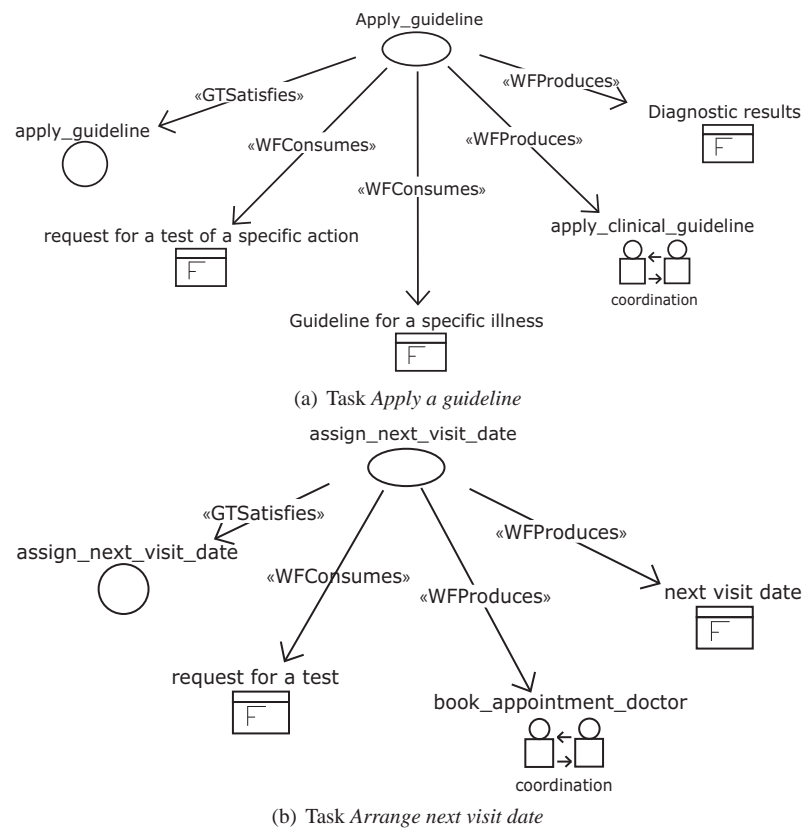 Apply_guideline
«GTSatisfies»
«WFProduces»
Diagnostic results
F
apply_guideline
«WFConsumes»
«WFProduces»
«WFConsumes»
request for a test of a specific action
F
apply_clinical_guideline
coordination
Guideline for a specific illness
F
(a) Task Apply a guideline
assign_next_visit_date
«GTSatisfies»
«WFProduces»
assign_next_visit_date
«WFConsumes»
«WFProduces»
next visit date
F
request for a test
F
book_appointment_doctor
coordination
(b) Task Arrange next visit date